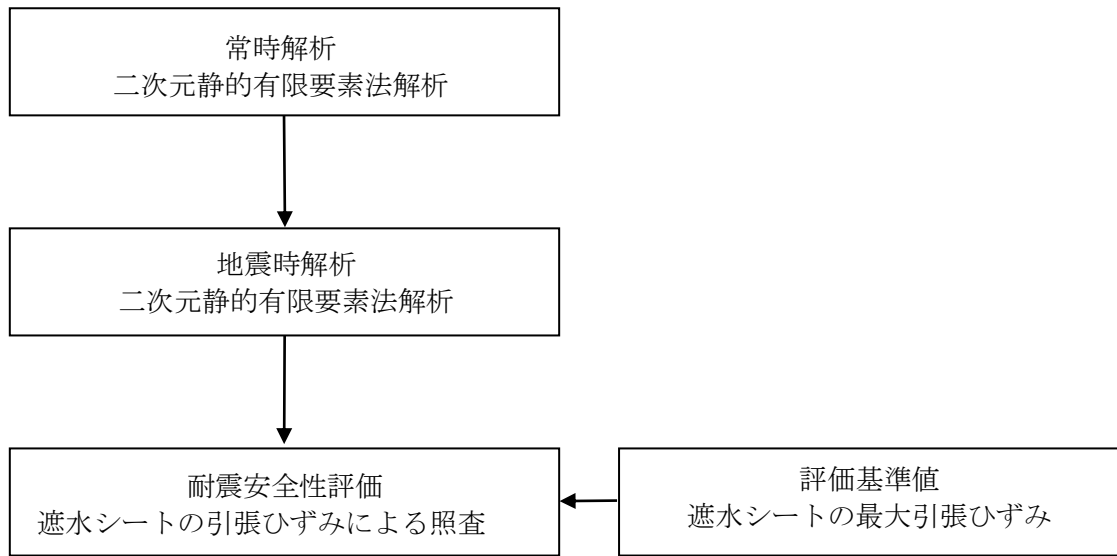 常時解析
二次元静的有限要素法解析
地震時解析
二次元静的有限要素法解析
耐震安全性評価
遮水シートの引張ひずみによる照査
評価基準値
遮水シートの最大引張ひずみ